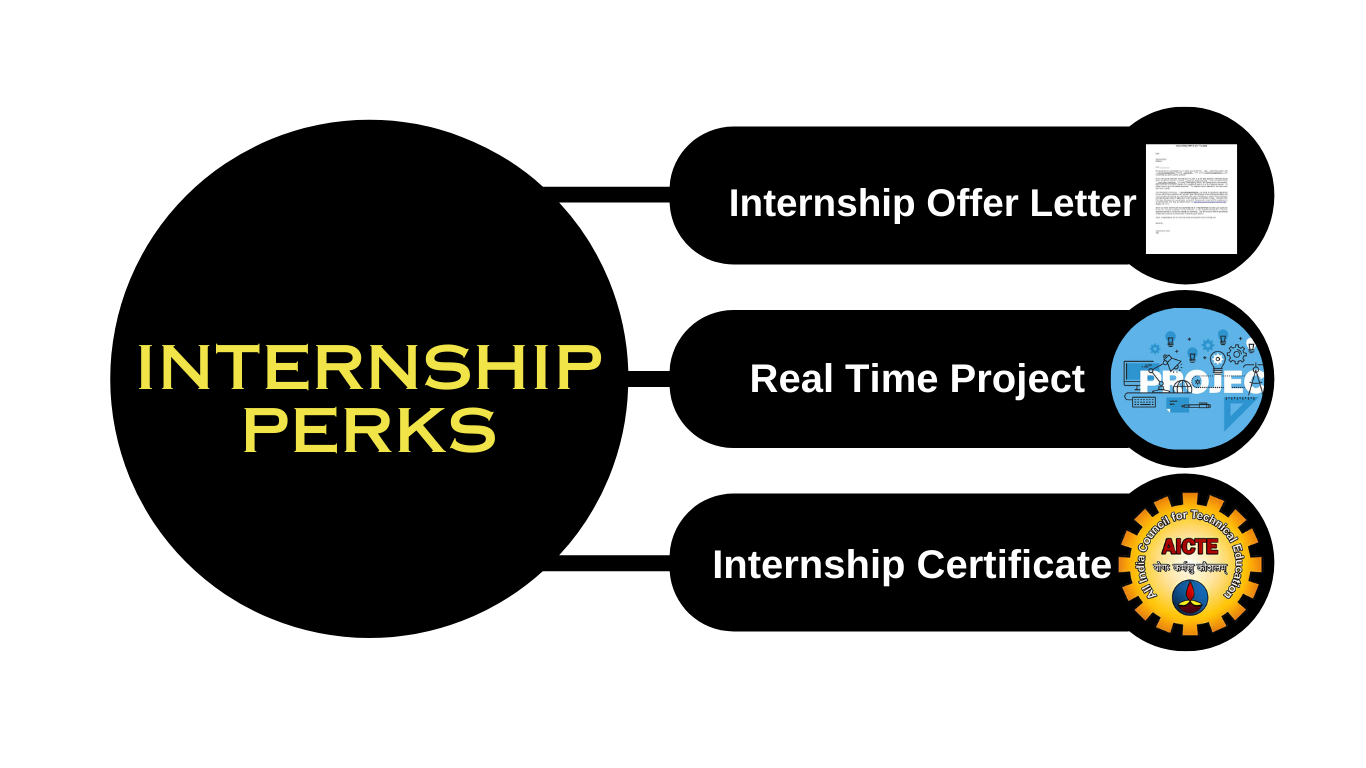 INTERNSHIP
PERKS
Internship Offer Letter
Real Time Project
PROJEC
Internship Certificate
All India Council for Technical Education
AICTE
योगः कर्मसु कौशलम्